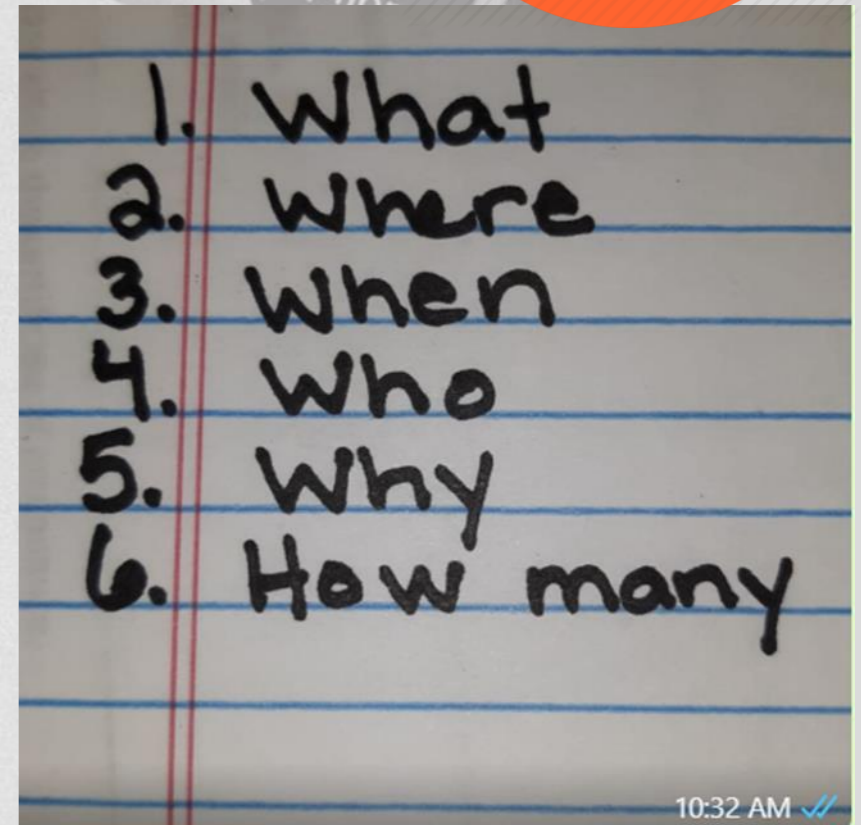 1. What
2. Where
3. When
4. Who
5. Why
6. How many
10:32 AM